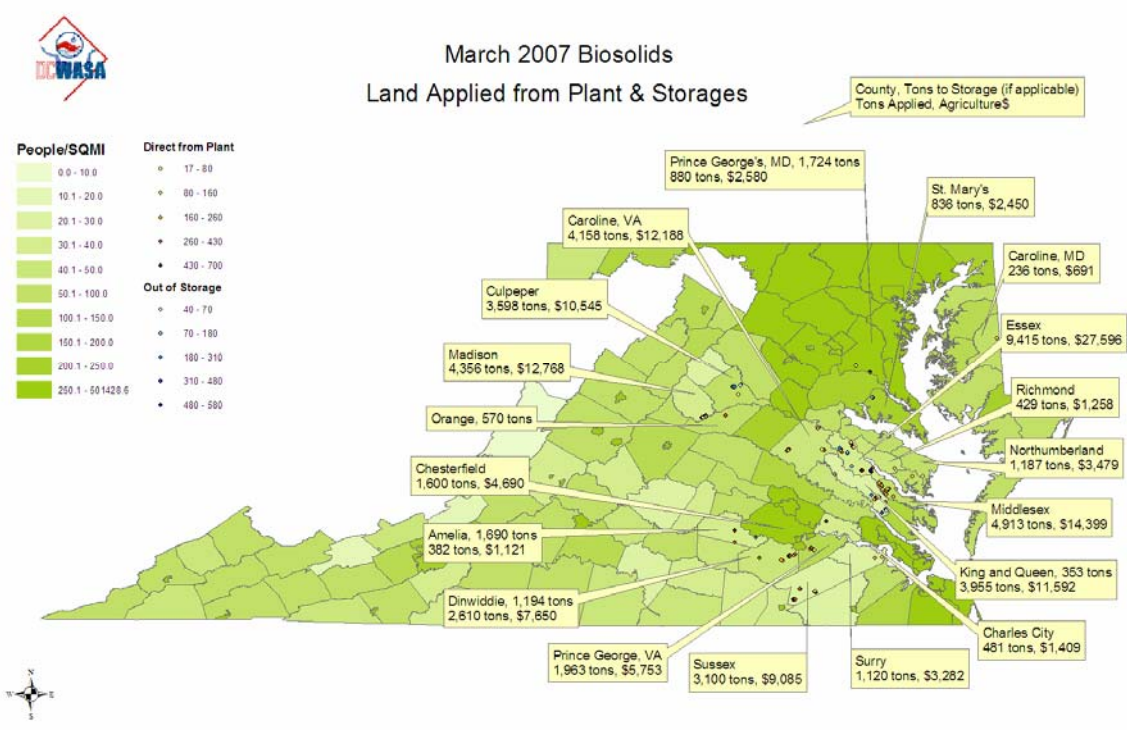 DCWASA
March 2007 Biosolids
Land Applied from Plant & Storages
County, Tons to Storage (if applicable)
Tons Applied, Agriculture$
People/SQMI
0.0 - 10.0
10.1 - 20.0
20.1 - 30.0
30.1 - 40.0
40.1 - 50.0
50.1 - 100.0
100.1 - 150.0
150.1 - 200.0
200.1 - 250.0
250.1 - 501428.6
Direct from Plant
17 - 80
80 - 160
160 - 260
260 - 430
430 - 700
Out of Storage
40 - 70
70 - 180
180 - 310
310 - 480
480 - 580
Prince George's, MD, 1,724 tons
880 tons, $2,580
St. Mary's
836 tons, $2,450
Caroline, VA
4,158 tons, $12,188
Caroline, MD
236 tons, $691
Culpeper
3,598 tons, $10,545
Essex
9,415 tons, $27,596
Madison
4,356 tons, $12,768
Richmond
429 tons, $1,258
Orange, 570 tons
Northumberland
1,187 tons, $3,479
Chesterfield
1,600 tons, $4,690
Middlesex
4,913 tons, $14,399
Amelia, 1,690 tons
382 tons, $1,121
King and Queen, 353 tons
3,955 tons, $11,592
Dinwiddie, 1,194 tons
2,610 tons, $7,650
Charles City
481 tons, $1,409
Prince George, VA
1,963 tons, $5,753
Sussex
3,100 tons, $9,085
Surry
1,120 tons, $3,282
N
W E
S